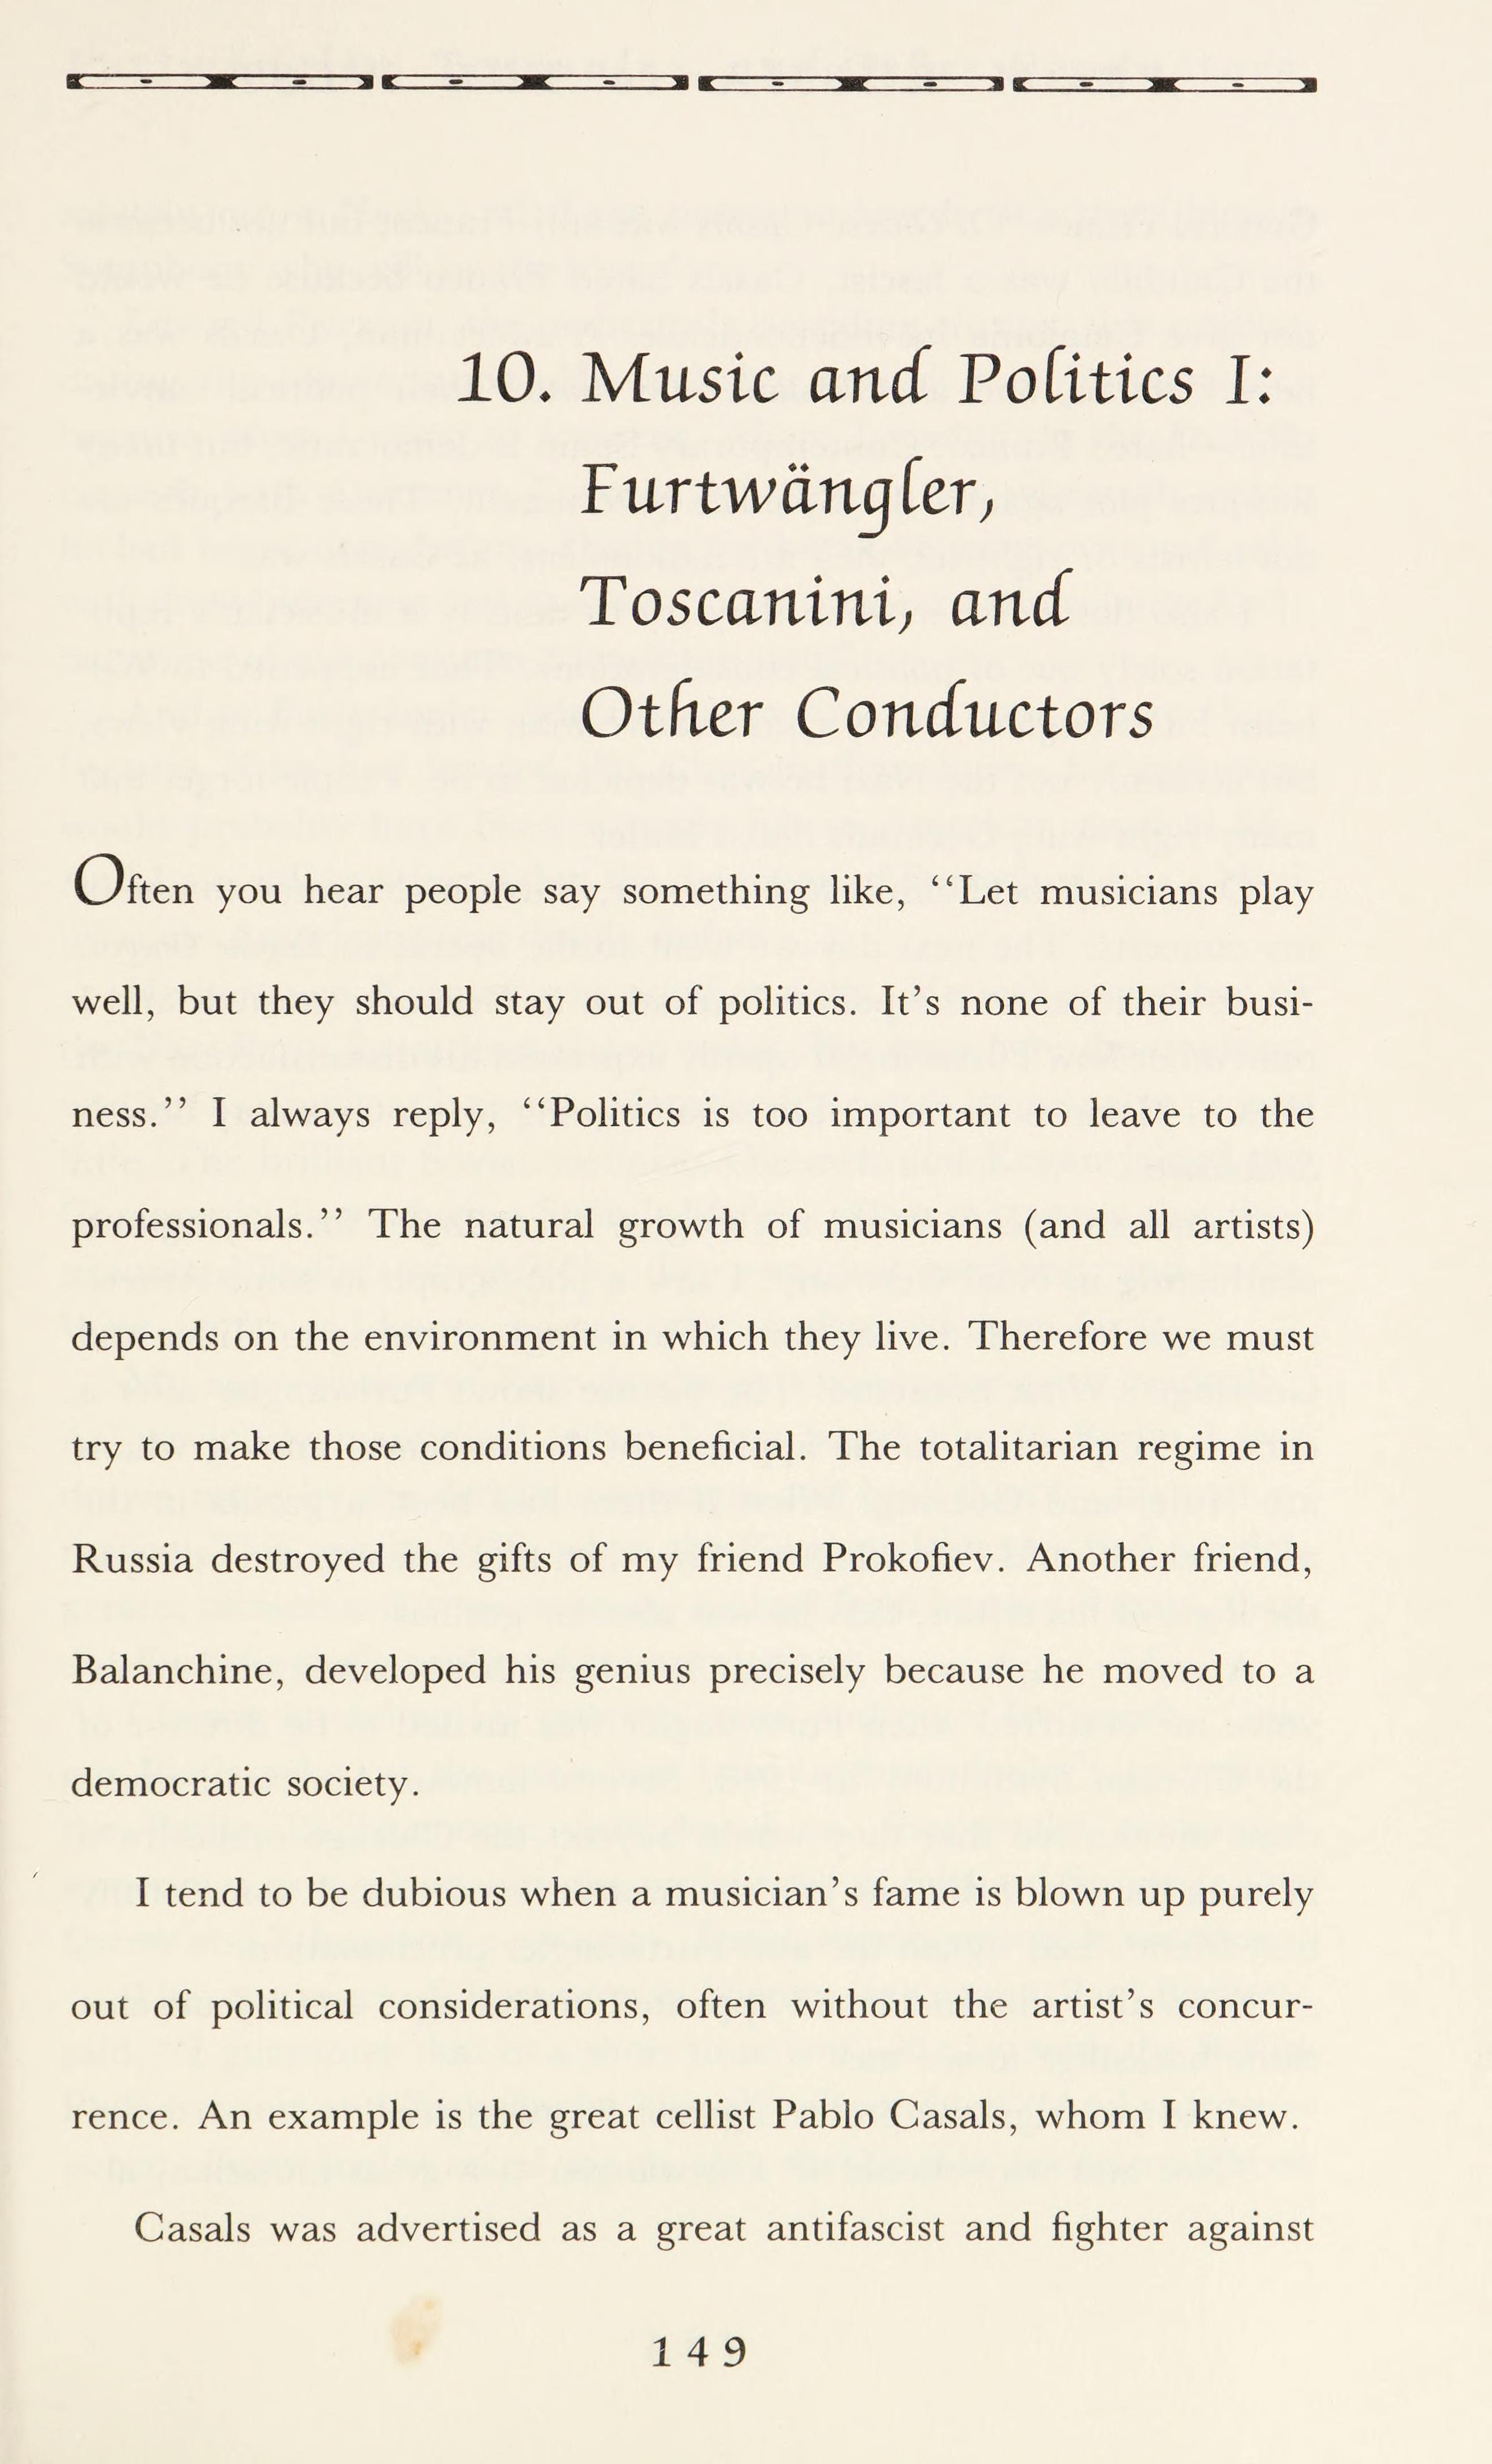 10. Music and Politics I:
Furtwängler,
Toscanini, and
Other Conductors
Often you hear people say something like, ‘‘Let musicians play
well, but they should stay out of politics. It’s none of their busi-
ness.’’ I always reply, ‘‘Politics is too important to leave to the
professionals.’’ The natural growth of musicians (and all artists)
depends on the environment in which they live. Therefore we must
try to make those conditions beneficial. The totalitarian regime in
Russia destroyed the gifts of my friend Prokofiev. Another friend,
Balanchine, developed his genius precisely because he moved to a
democratic society.
I tend to be dubious when a musician’s fame is blown up purely
out of political considerations, often without the artist’s concur-
rence. An example is the great cellist Pablo Casals, whom I knew.
Casals was advertised as a great antifascist and fighter against
149